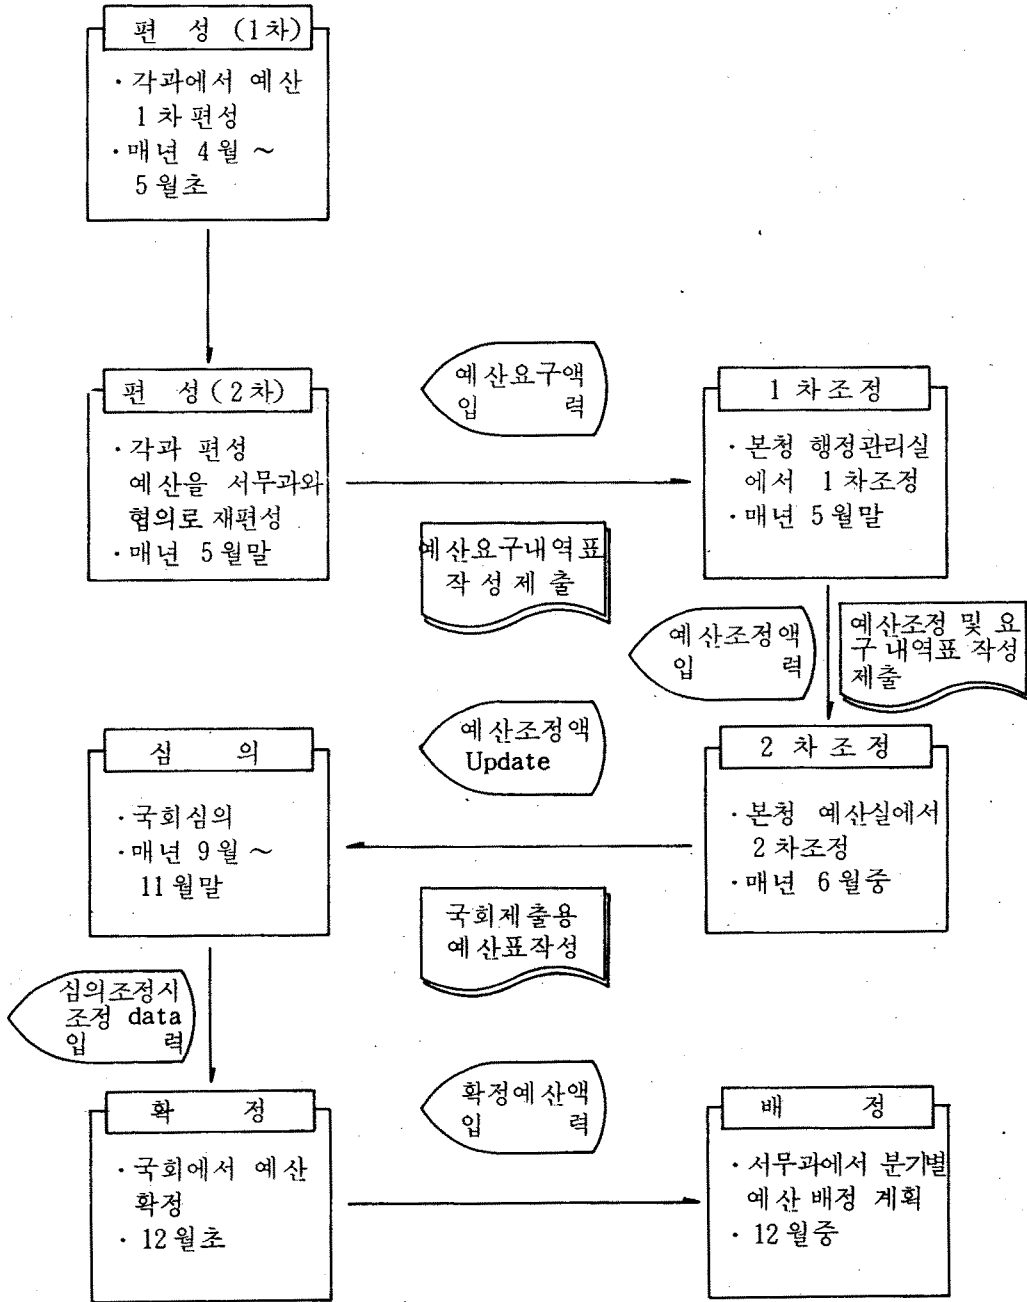 편 성 (1차)
· 각과에서 예산
1차 편성
· 매년 4월 ~
5월초
편 성 (2차)
· 각과 편성
예산을 서무과와
협의로 재편성
· 매년 5월말
예산요구액
입 력
예산요구내역표
작성제출
1차조정
· 본청 행정관리실
에서 1차조정
· 매년 5월말
예산조정액
입 력
예산조정 및 요
구내역표 작성
제출
2차조정
· 본청 예산실에서
2차조정
· 매년 6월중
예산조정액
Update
국회제출용
예산표작성
심 의
· 국회심의
· 매년 9월 ~
11월말
심의조정시
조정 data
입 력
확 정
· 국회에서 예산
확정
· 12월초
확정예산액
입 력
배 정
· 서무과에서 분기별
예산 배정 계획
· 12월중